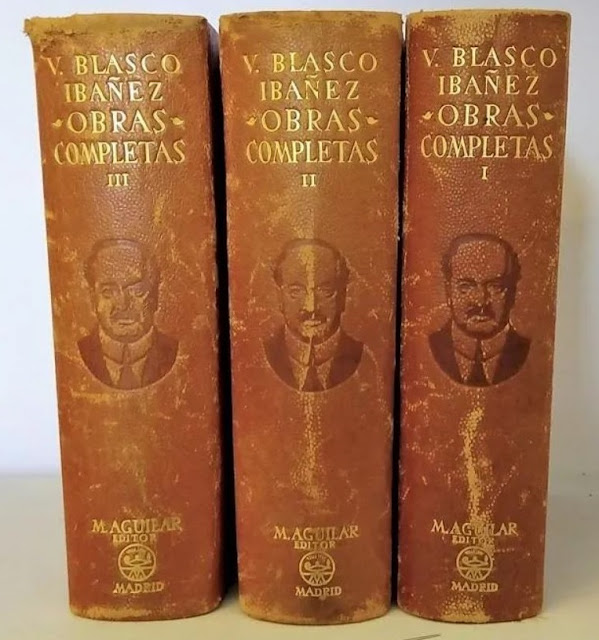 V. BLASCO
IBAÑEZ
OBRAS
COMPLETAS
III
M. AGUILAR
EDITOR
MADRID
V. BLASCO
IBAÑEZ
OBRAS
COMPLETAS
II
M. AGUILAR
EDITOR
MADRID
V. BLASCO
IBAÑEZ
OBRAS
COMPLETAS
I
M. AGUILAR
EDITOR
MADRID